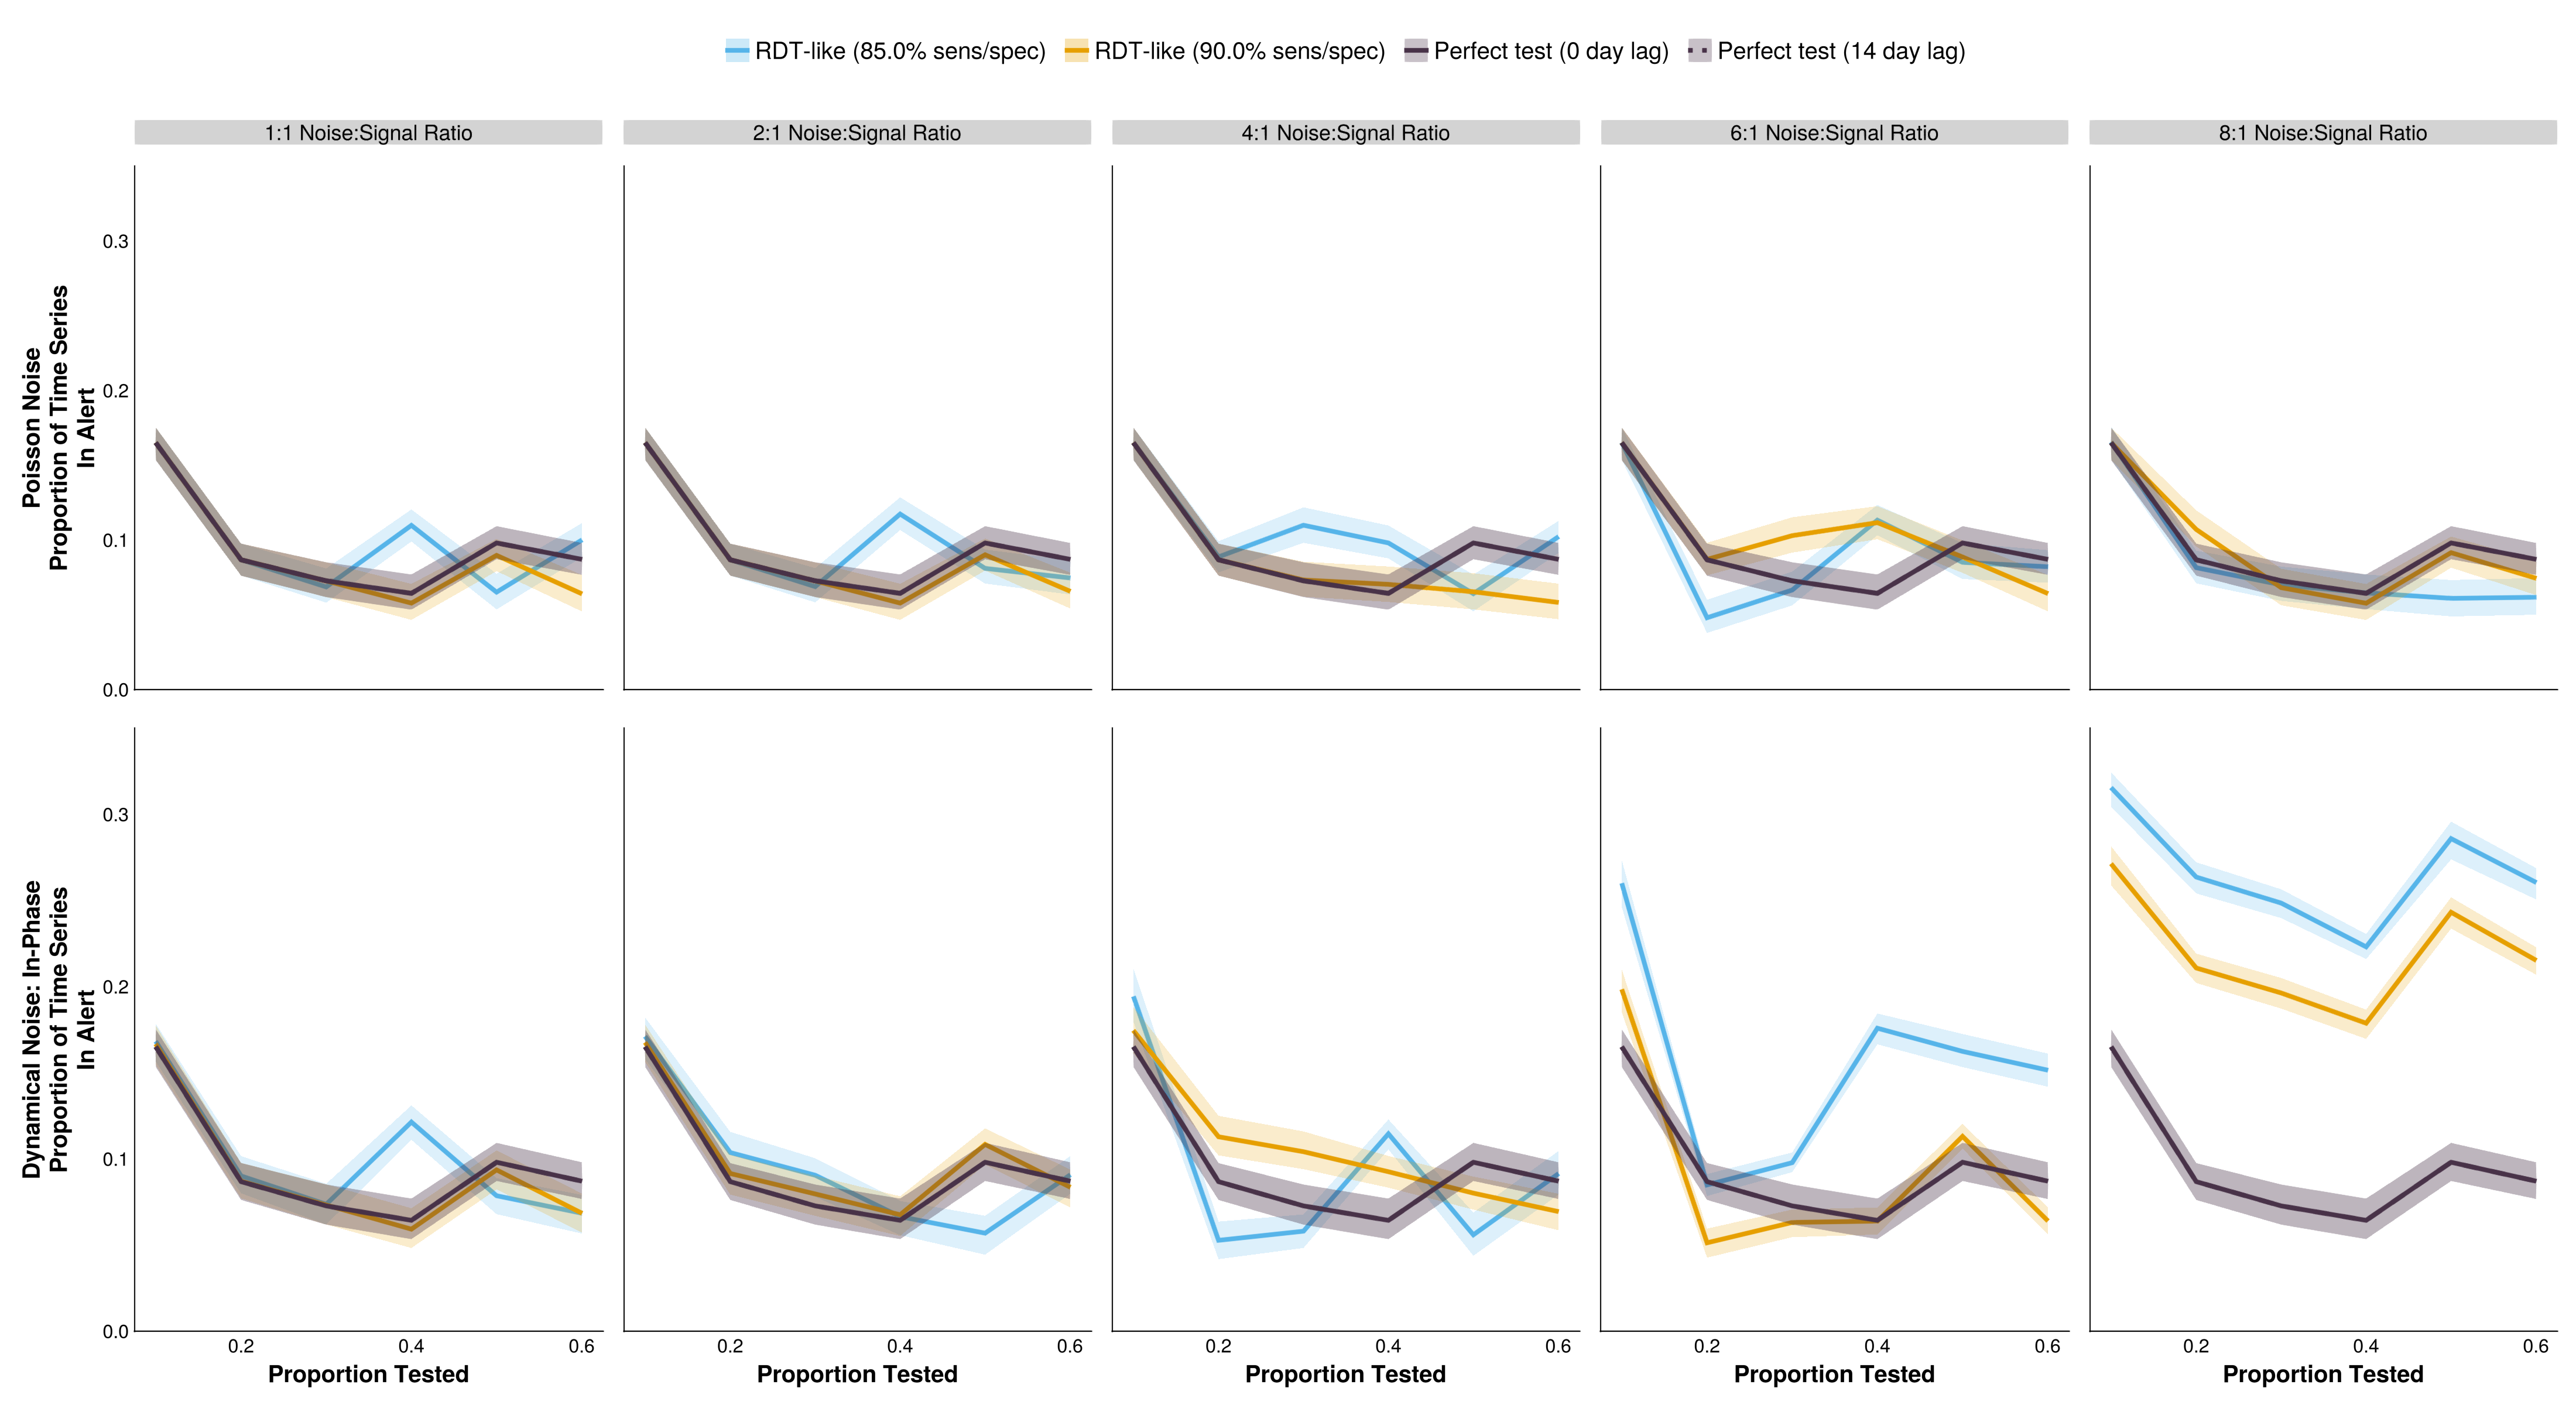 RDT-like (85.0% sens/spec) RDT-like (90.0% sens/spec) Perfect test (0 day lag) Perfect test (14 day lag)
1:1 Noise:Signal Ratio 2:1 Noise:Signal Ratio 4:1 Noise:Signal Ratio 6:1 Noise:Signal Ratio 8:1 Noise:Signal Ratio
Poisson Noise
Proportion of Time Series
In Alert
0.3
0.2
0.1
0.0
Dynamical Noise: In-Phase
Proportion of Time Series
In Alert
0.3
0.2
0.1
0.0
0.2 0.4 0.6 0.2 0.4 0.6 0.2 0.4 0.6 0.2 0.4 0.6 0.2 0.4 0.6
Proportion Tested Proportion Tested Proportion Tested Proportion Tested Proportion Tested